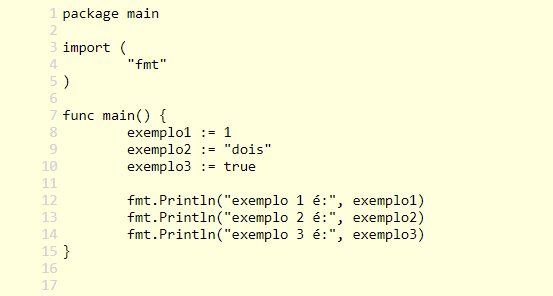 1 package main
2
3 import (
4 "fmt"
5 )
6
7 func main() {
8 exemplo1 := 1
9 exemplo2 := "dois"
10 exemplo3 := true
11
12 fmt.Println("exemplo 1 é:", exemplo1)
13 fmt.Println("exemplo 2 é:", exemplo2)
14 fmt.Println("exemplo 3 é:", exemplo3)
15 }
16
17